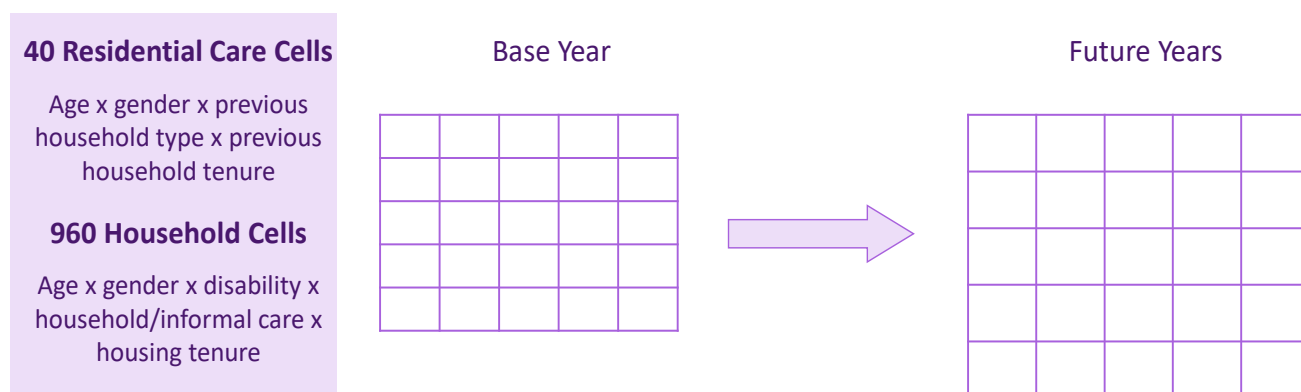 40 Residential Care Cells
Age x gender x previous
household type x previous
household tenure
960 Household Cells
Age x gender x disability x
household/informal care x
housing tenure
Base Year
Future Years